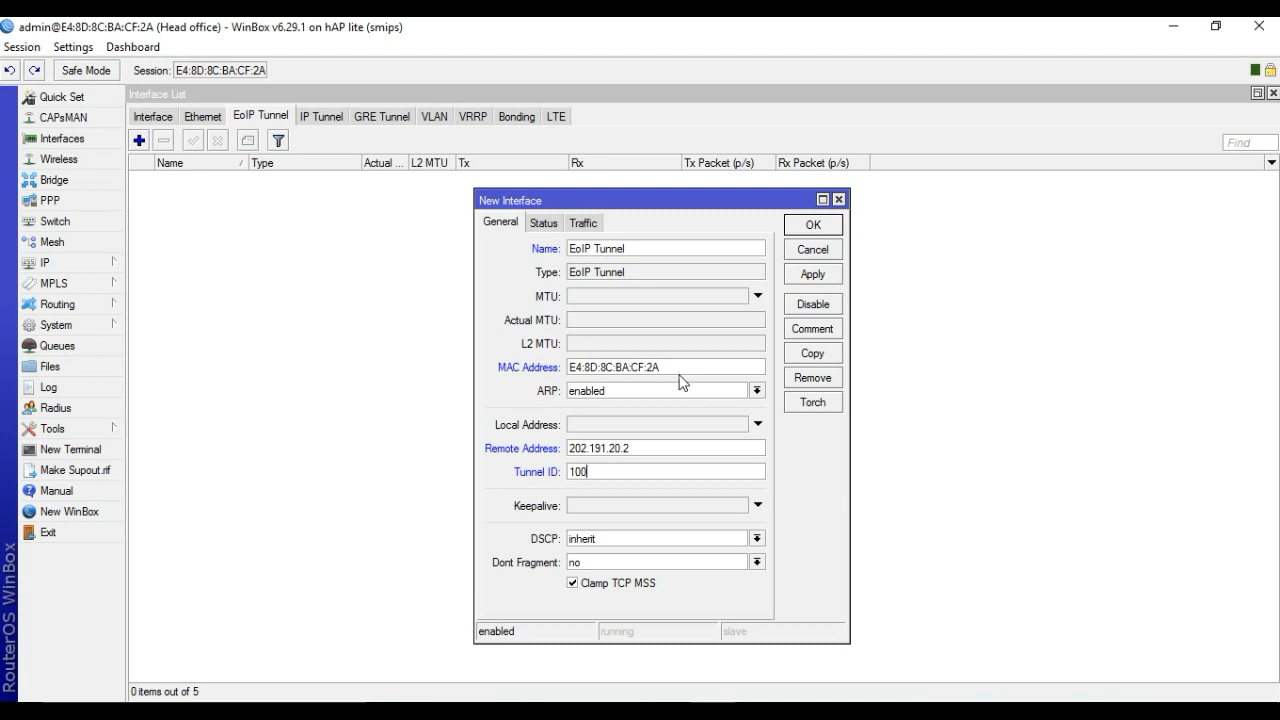 admin@E4:8D:8C:BA:CF:2A (Head office) - WinBox v6.29.1 on hAP lite (smips)
Session Settings Dashboard
Safe Mode Session: E4:8D:8C:BA:CF:2A
Quick Set
CAPsMAN
Interfaces
Wireless
Bridge
PPP
Switch
Mesh
IP
MPLS
Routing
System
Queues
Files
Log
Radius
Tools
New Terminal
Make Supout.rif
Manual
New WinBox
Exit
RouterOS WinBox
Interface List
Interface Ethernet EoIP Tunnel IP Tunnel GRE Tunnel VLAN VRRP Bonding LTE
Find
Name Type Actual ... L2 MTU Tx Rx Tx Packet (p/s) Rx Packet (p/s)
New Interface
General Status Traffic
Name: EoIP Tunnel
Type: EoIP Tunnel
MTU:
Actual MTU:
L2 MTU:
MAC Address: E4:8D:8C:BA:CF:2A
ARP: enabled
Local Address:
Remote Address: 202.191.20.2
Tunnel ID: 100
Keepalive:
DSCP: inherit
Dont Fragment: no
Clamp TCP MSS
OK
Cancel
Apply
Disable
Comment
Copy
Remove
Torch
enabled running slave
0 items out of 5